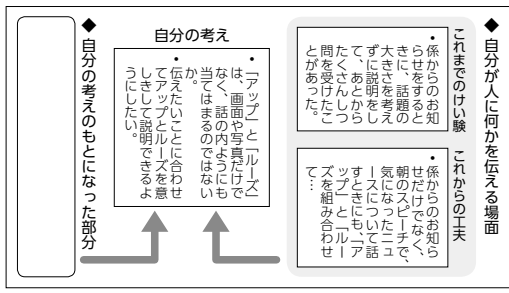 ◆自分が人に何かを伝える場面
これまでのけい験
・係からのお知
らせをすると
きに、話題の
大きさを考え
ずに説明をし
て、あとから
たくさんしつ
問を受けたこ
とがあった。
これからの工夫
・係からのお知ら
せだけでなく、
朝のスピーチで、
気になったニュ
ースについて話
すときにも、「ア
ップ」と「ルー
ズを組み合わせ
て…
自分の考え
・「アップ」と「ルーズ」
は、画面や写真だけで
なく、話の内ようにも
当てはまるのではない
か。
・伝えたいことに合わせ
てアップとルーズを意
しきして説明できるよ
うにしたい。
◆自分の考えのもとになった部分